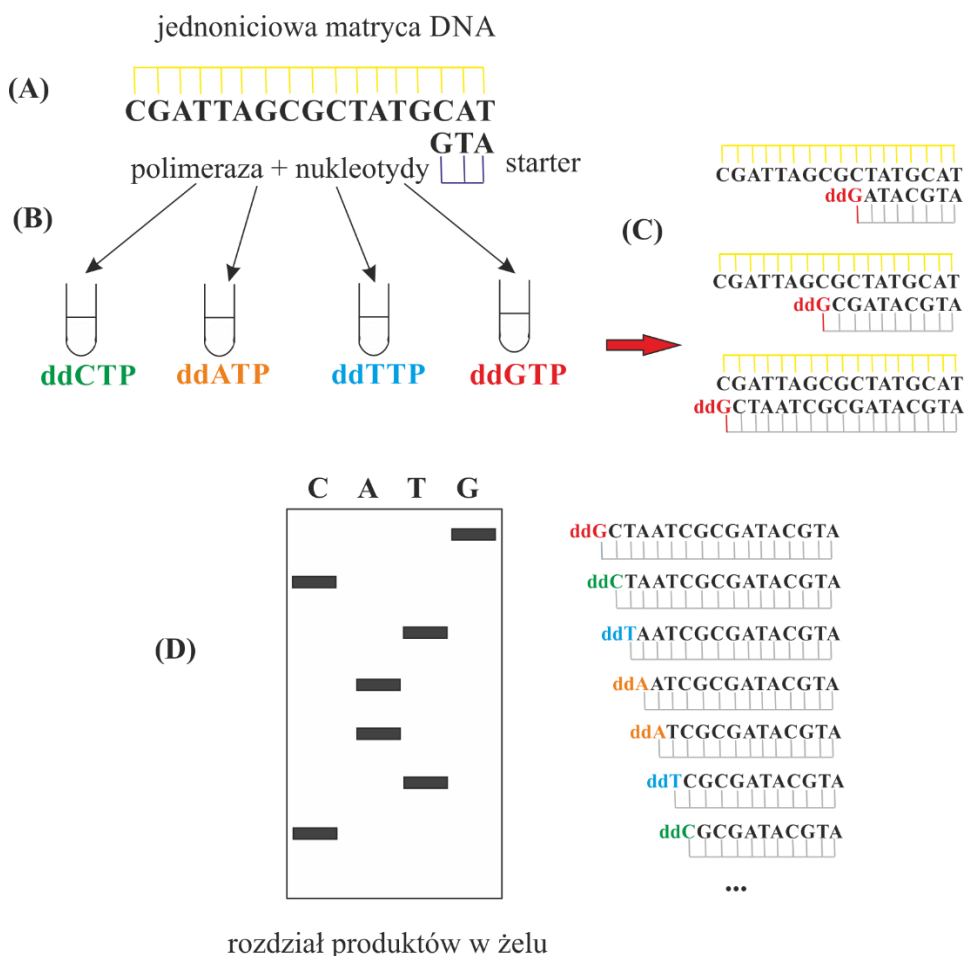 jednoniciowa matryca DNA
(A)
CGATTAGCGCTATGCAT
GTA
polimeraza + nukleotydy
starter
(B)
ddCTP
ddATP
ddTTP
ddGTP
(C)
CGATTAGCGCTATGCAT
ddGATACGTA
CGATTAGCGCTATGCAT
ddGCGATACGTA
CGATTAGCGCTATGCAT
ddGCTAATCGCGATACGTA
(D)
C A T G
ddGCTAATCGCGATACGTA
ddCTAATCGCGATACGTA
ddTAATCGCGATACGTA
ddAATCGCGATACGTA
ddATCGCGATACGTA
ddTCGCGATACGTA
ddCGCGATACGTA
...
rozdział produktów w żelu